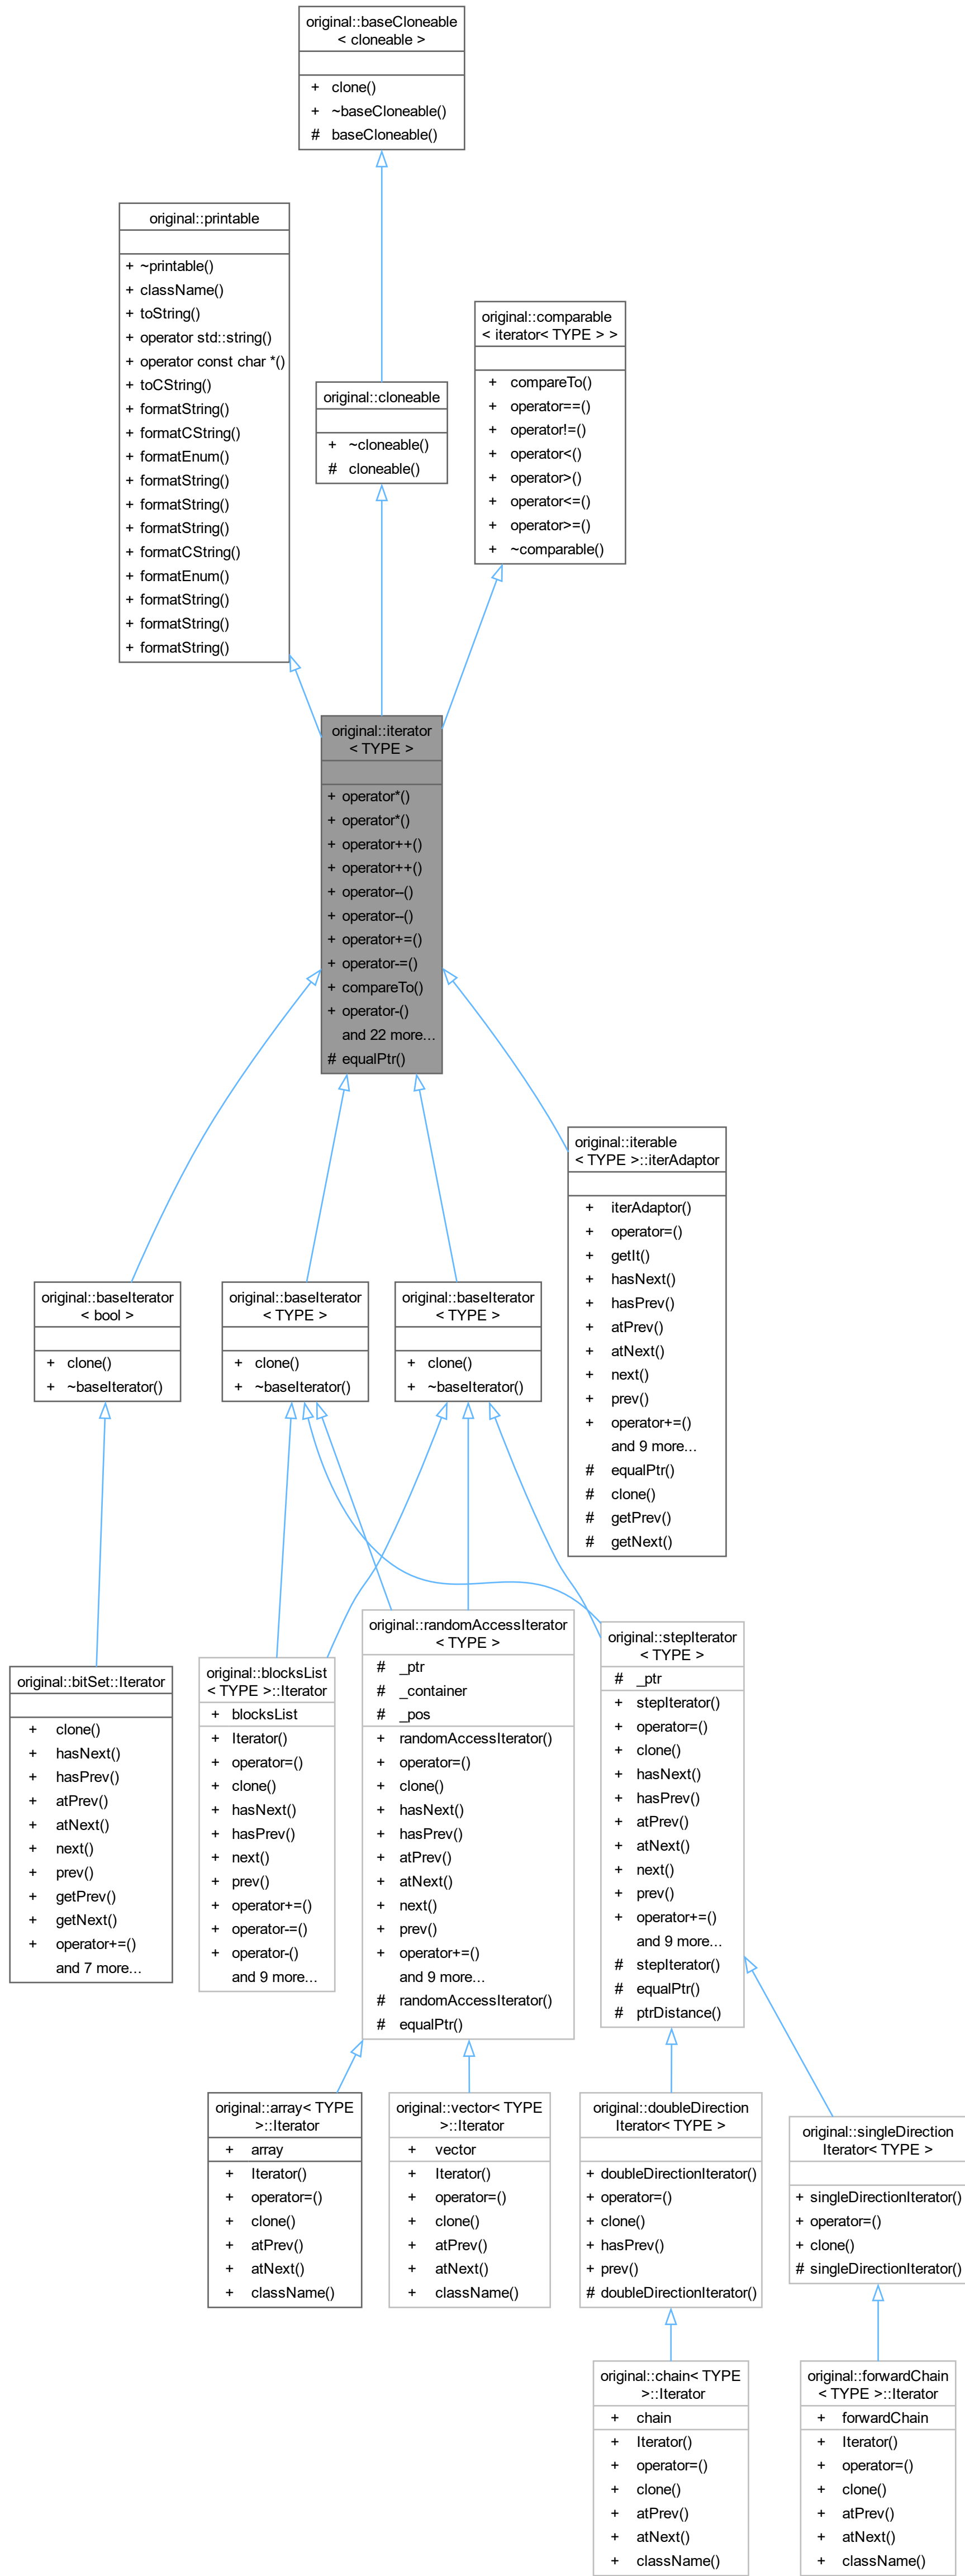 original::baseCloneable
< cloneable >
+ clone()
+ ~baseCloneable()
# baseCloneable()
original::printable
+ ~printable()
+ className()
+ toString()
+ operator std::string()
+ operator const char *()
+ toCString()
+ formatString()
+ formatCString()
+ formatEnum()
+ formatString()
+ formatString()
+ formatString()
+ formatCString()
+ formatEnum()
+ formatString()
+ formatString()
+ formatString()
original::cloneable
+ ~cloneable()
# cloneable()
original::comparable
< iterator< TYPE > >
+ compareTo()
+ operator==()
+ operator!=()
+ operator<()
+ operator>()
+ operator<=()
+ operator>=()
+ ~comparable()
original::iterator
< TYPE >
+ operator*()
+ operator*()
+ operator++()
+ operator++()
+ operator--()
+ operator--()
+ operator+=()
+ operator-=()
+ compareTo()
+ operator-()
and 22 more...
# equalPtr()
original::iterable
< TYPE >::iterAdaptor
+ iterAdaptor()
+ operator=()
+ getIt()
+ hasNext()
+ hasPrev()
+ atPrev()
+ atNext()
+ next()
+ prev()
+ operator+=()
and 9 more...
# equalPtr()
# clone()
# getPrev()
# getNext()
original::baseIterator
< bool >
+ clone()
+ ~baseIterator()
original::baseIterator
< TYPE >
+ clone()
+ ~baseIterator()
original::baseIterator
< TYPE >
+ clone()
+ ~baseIterator()
original::bitSet::Iterator
+ clone()
+ hasNext()
+ hasPrev()
+ atPrev()
+ atNext()
+ next()
+ prev()
+ getPrev()
+ getNext()
+ operator+=()
and 7 more...
original::blocksList
< TYPE >::Iterator
+ blocksList
+ Iterator()
+ operator=()
+ clone()
+ hasNext()
+ hasPrev()
+ next()
+ prev()
+ operator+=()
+ operator-=()
+ operator-()
and 9 more...
original::randomAccessIterator
< TYPE >
# _ptr
# _container
# _pos
+ randomAccessIterator()
+ operator=()
+ clone()
+ hasNext()
+ hasPrev()
+ atPrev()
+ atNext()
+ next()
+ prev()
+ operator+=()
and 9 more...
# randomAccessIterator()
# equalPtr()
original::stepIterator
< TYPE >
# _ptr
+ stepIterator()
+ operator=()
+ clone()
+ hasNext()
+ hasPrev()
+ atPrev()
+ atNext()
+ next()
+ prev()
+ operator+=()
and 9 more...
# stepIterator()
# equalPtr()
# ptrDistance()
original::array< TYPE
>::Iterator
+ array
+ Iterator()
+ operator=()
+ clone()
+ atPrev()
+ atNext()
+ className()
original::vector< TYPE
>::Iterator
+ vector
+ Iterator()
+ operator=()
+ clone()
+ atPrev()
+ atNext()
+ className()
original::doubleDirection
Iterator< TYPE >
+ doubleDirectionIterator()
+ operator=()
+ clone()
+ hasPrev()
+ prev()
# doubleDirectionIterator()
original::singleDirection
Iterator< TYPE >
+ singleDirectionIterator()
+ operator=()
+ clone()
# singleDirectionIterator()
original::chain< TYPE
>::Iterator
+ chain
+ Iterator()
+ operator=()
+ clone()
+ atPrev()
+ atNext()
+ className()
original::forwardChain
< TYPE >::Iterator
+ forwardChain
+ Iterator()
+ operator=()
+ clone()
+ atPrev()
+ atNext()
+ className()